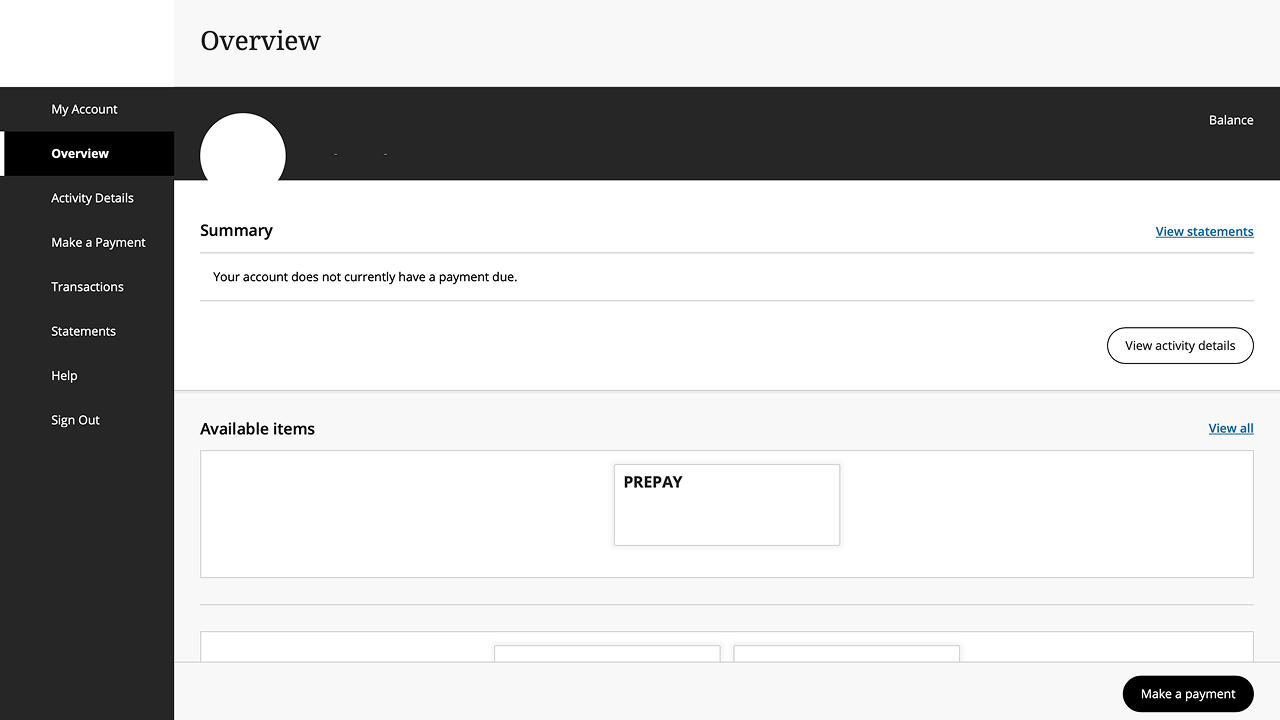 Overview
My Account
Overview
Activity Details
Make a Payment
Transactions
Statements
Help
Sign Out
Balance
- -
Summary
View statements
Your account does not currently have a payment due.
View activity details
Available items
View all
PREPAY
Make a payment